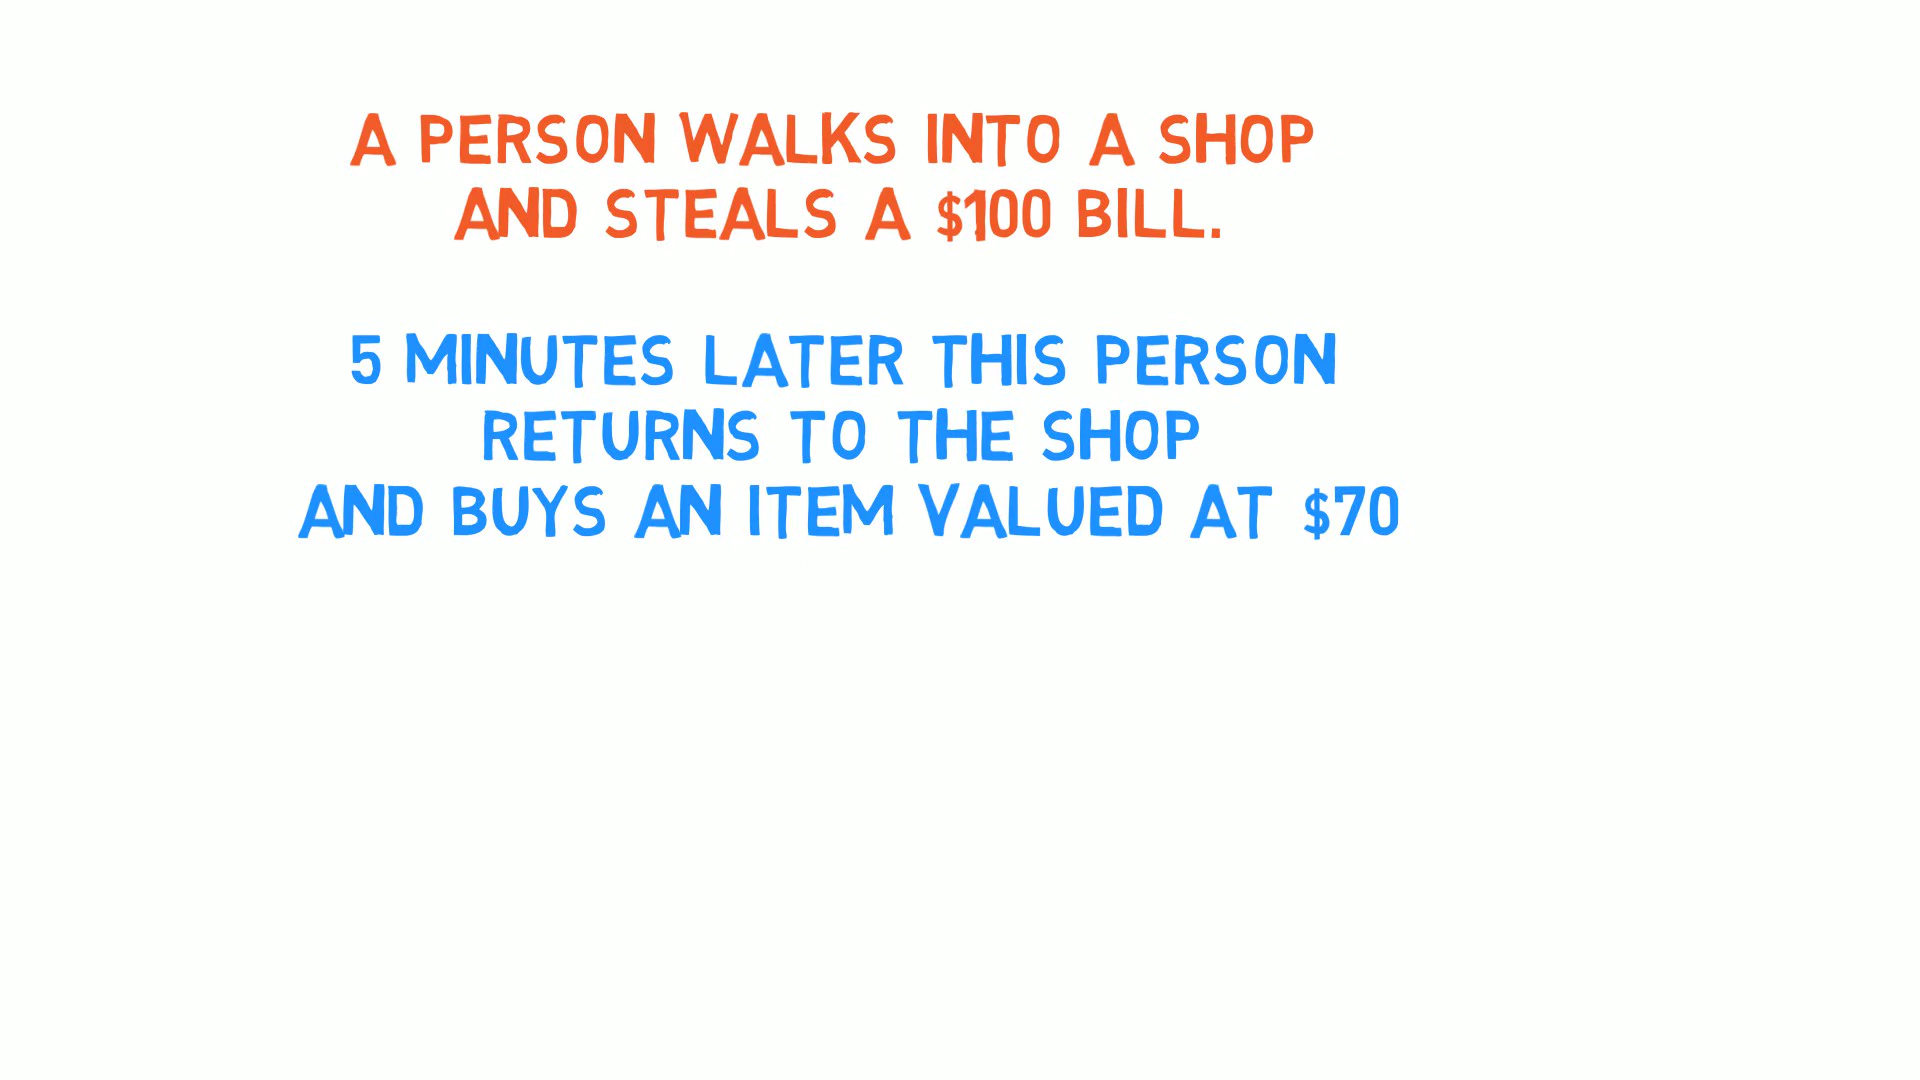 A PERSON WALKS INTO A SHOP
AND STEALS A $100 BILL.
5 MINUTES LATER THIS PERSON
RETURNS TO THE SHOP
AND BUYS AN ITEM VALUED AT $70